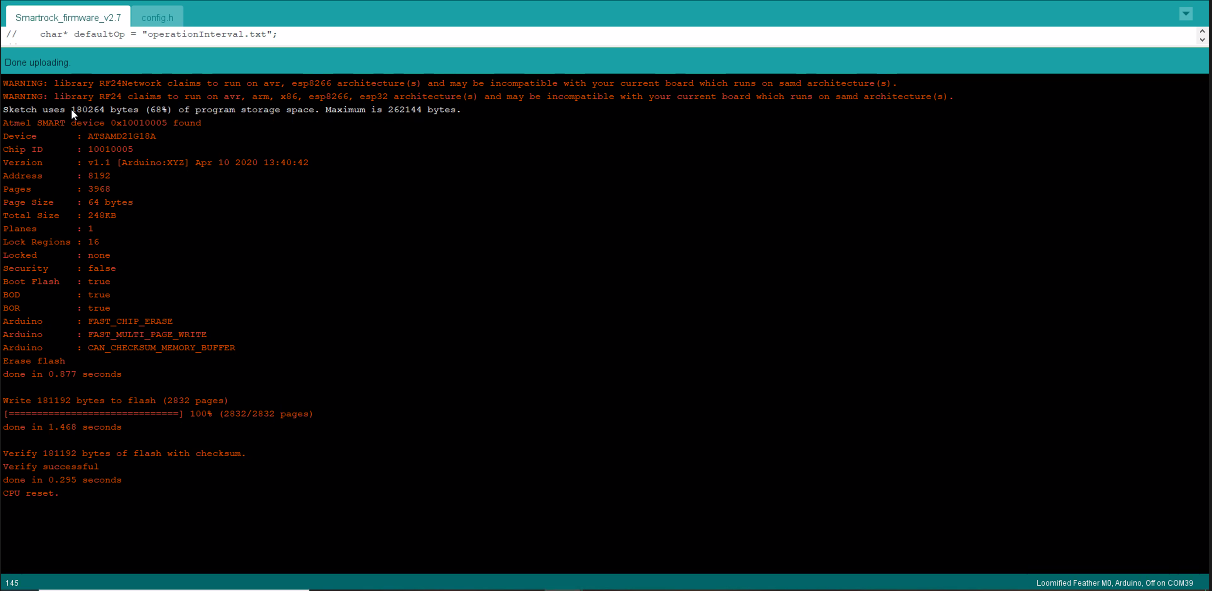 Smartrock_firmware_v2.7 config.h
// char* defaultOp = "operationInterval.txt";
Done uploading.
WARNING: library RF24Network claims to run on avr, esp8266 architecture(s) and may be incompatible with your current board which runs on samd architecture(s).
WARNING: library RF24 claims to run on avr, arm, x86, esp8266, esp32 architecture(s) and may be incompatible with your current board which runs on samd architecture(s).
Sketch uses 180264 bytes (68%) of program storage space. Maximum is 262144 bytes.
Atmel SMART device 0x10010005 found
Device : ATSAMD21G18A
Chip ID : 10010005
Version : v1.1 [Arduino:XYZ] Apr 10 2020 13:40:42
Address : 8192
Pages : 3968
Page Size : 64 bytes
Total Size : 248KB
Planes : 1
Lock Regions : 16
Locked : none
Security : false
Boot Flash : true
BOD : true
BOR : true
Arduino : FAST_CHIP_ERASE
Arduino : FAST_MULTI_PAGE_WRITE
Arduino : CAN_CHECKSUM_MEMORY_BUFFER
Erase flash
done in 0.877 seconds
Write 181192 bytes to flash (2832 pages)
[==============================] 100% (2832/2832 pages)
done in 1.468 seconds
Verify 181192 bytes of flash with checksum.
Verify successful
done in 0.295 seconds
CPU reset.
145 Loomified Feather M0, Arduino, Off on COM39